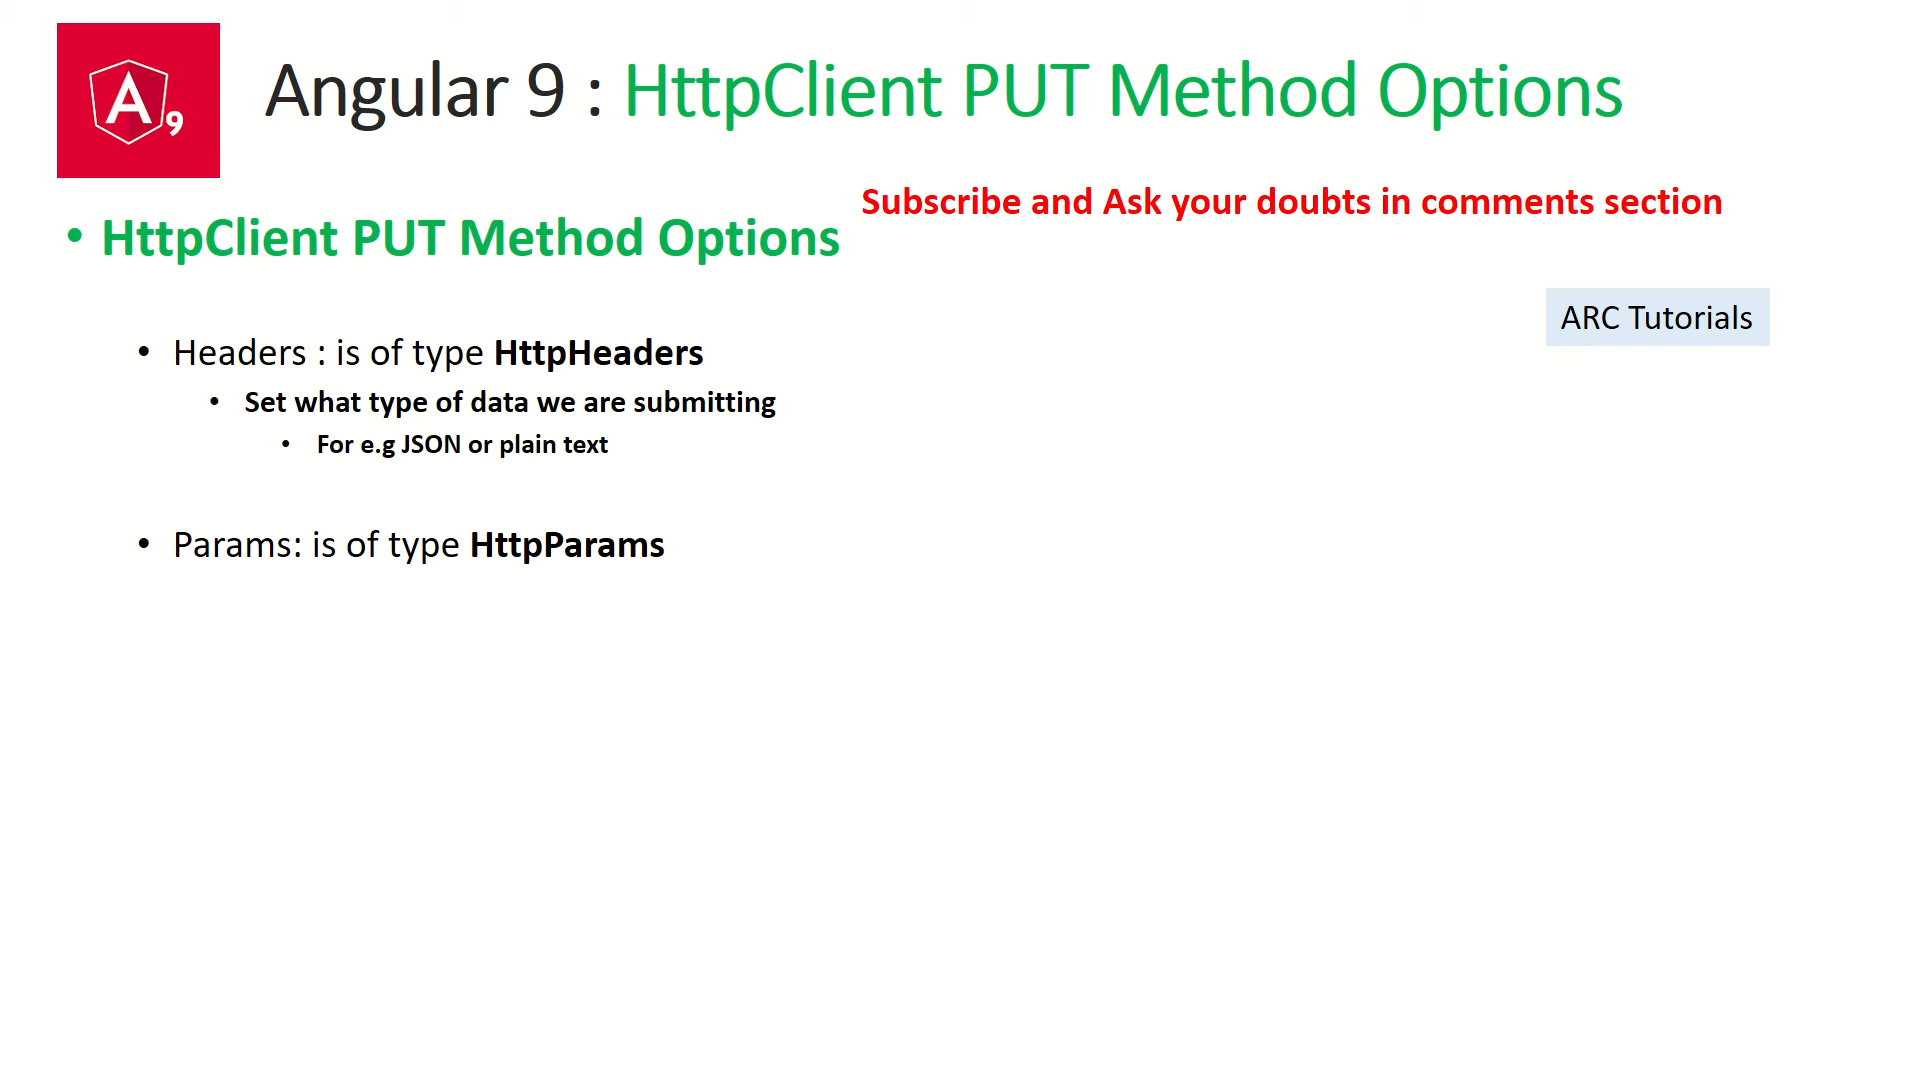 A9
Angular 9 : HttpClient PUT Method Options
Subscribe and Ask your doubts in comments section
• HttpClient PUT Method Options
ARC Tutorials
• Headers : is of type HttpHeaders
• Set what type of data we are submitting
• For e.g JSON or plain text
• Params: is of type HttpParams